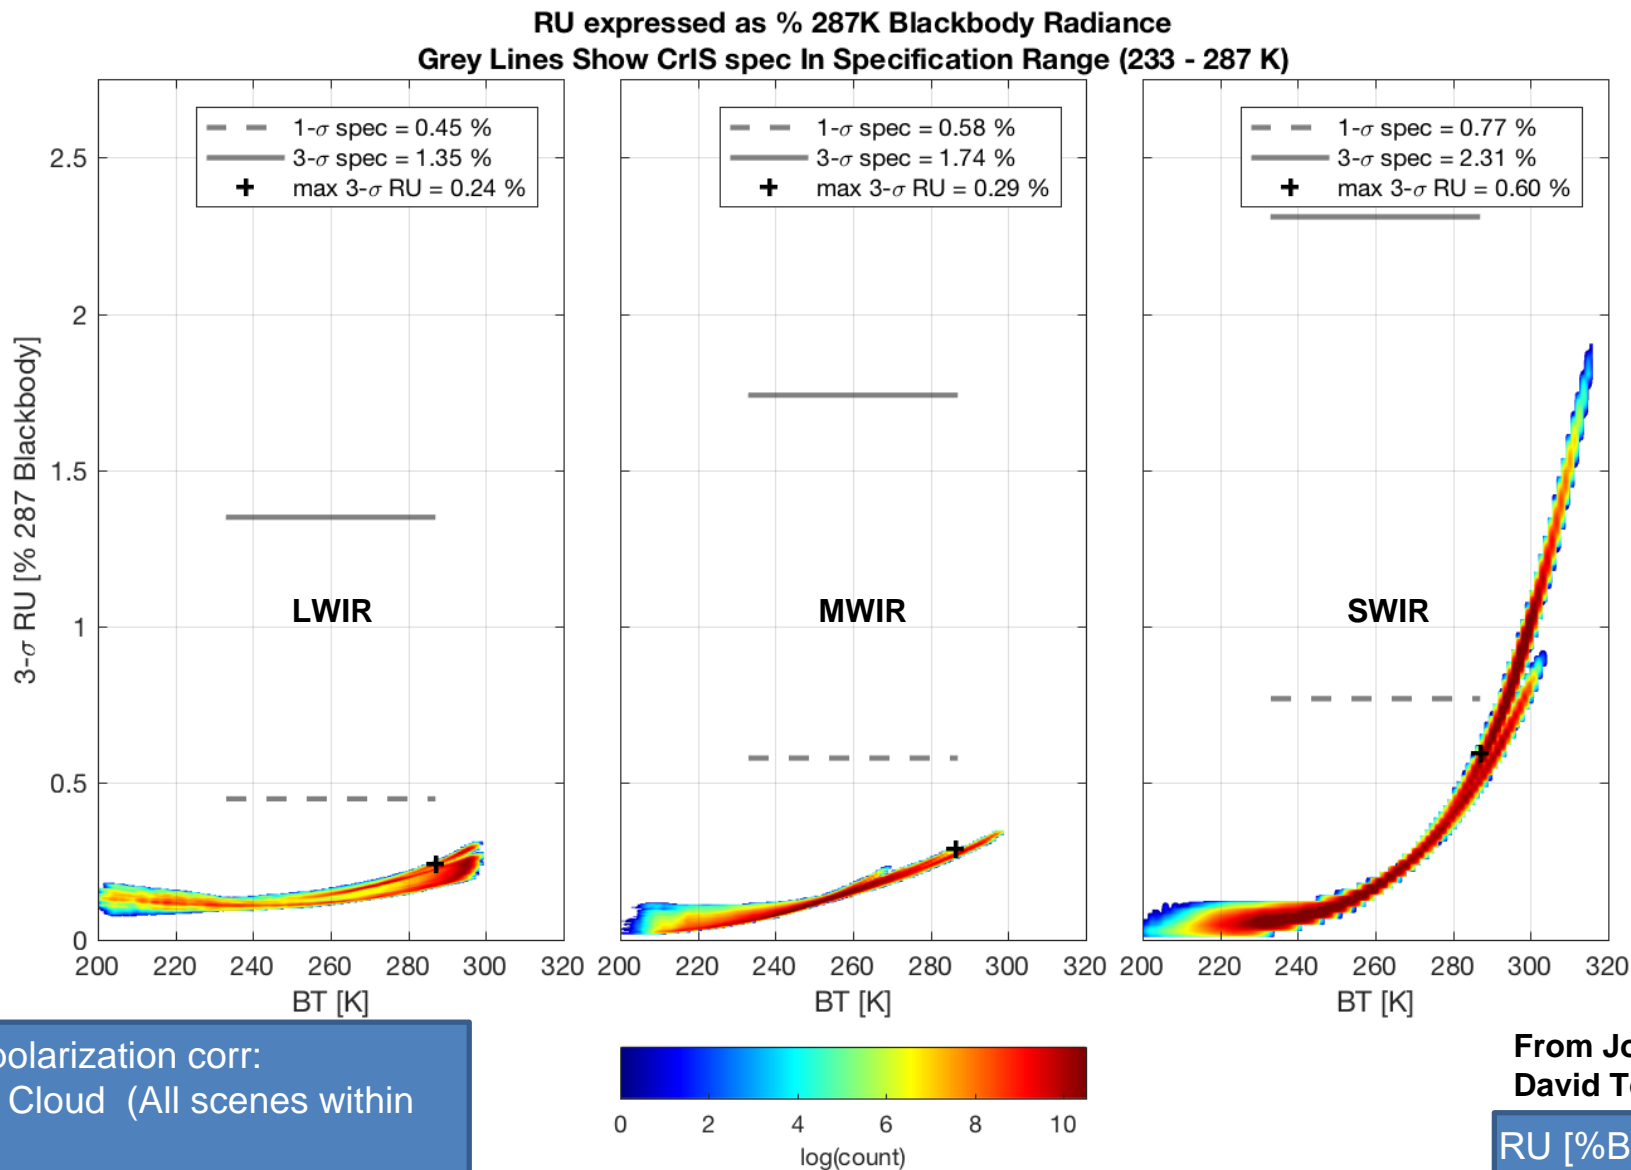 RU expressed as % 287K Blackbody Radiance
Grey Lines Show CrIS spec In Specification Range (233 - 287 K)
1-σ spec = 0.45 %
3-σ spec = 1.35 %
max 3-σ RU = 0.24 %
1-σ spec = 0.58 %
3-σ spec = 1.74 %
max 3-σ RU = 0.29 %
1-σ spec = 0.77 %
3-σ spec = 2.31 %
max 3-σ RU = 0.60 %
3-σ RU [% 287 Blackbody]
2.5
2
1.5
1
0.5
0
LWIR
MWIR
SWIR
200 220 240 260 280 300 320
200 220 240 260 280 300 320
200 220 240 260 280 300 320
BT [K]
BT [K]
BT [K]
polarization corr:
Cloud (All scenes within
0 2 4 6 8 10
log(count)
From
David
RU